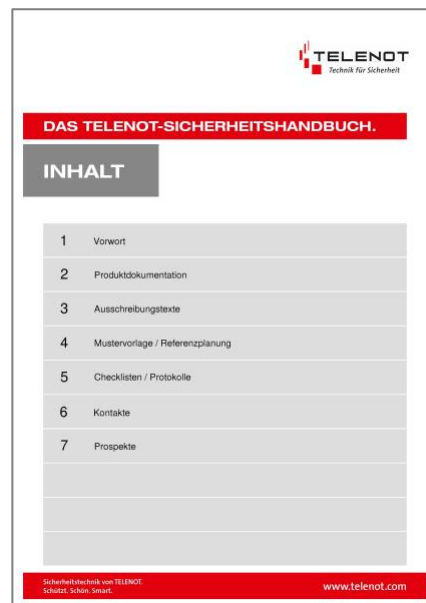 TELENOT
Technik für Sicherheit
DAS TELENOT-SICHERHEITSHANDBUCH.
INHALT
1 Vorwort
2 Produktdokumentation
3 Ausschreibungstexte
4 Mustervorlage / Referenzplanung
5 Checklisten / Protokolle
6 Kontakte
7 Prospekte
Sicherheitstechnik von TELENOT.
Schützt. Schön. Smart.
www.telenot.com